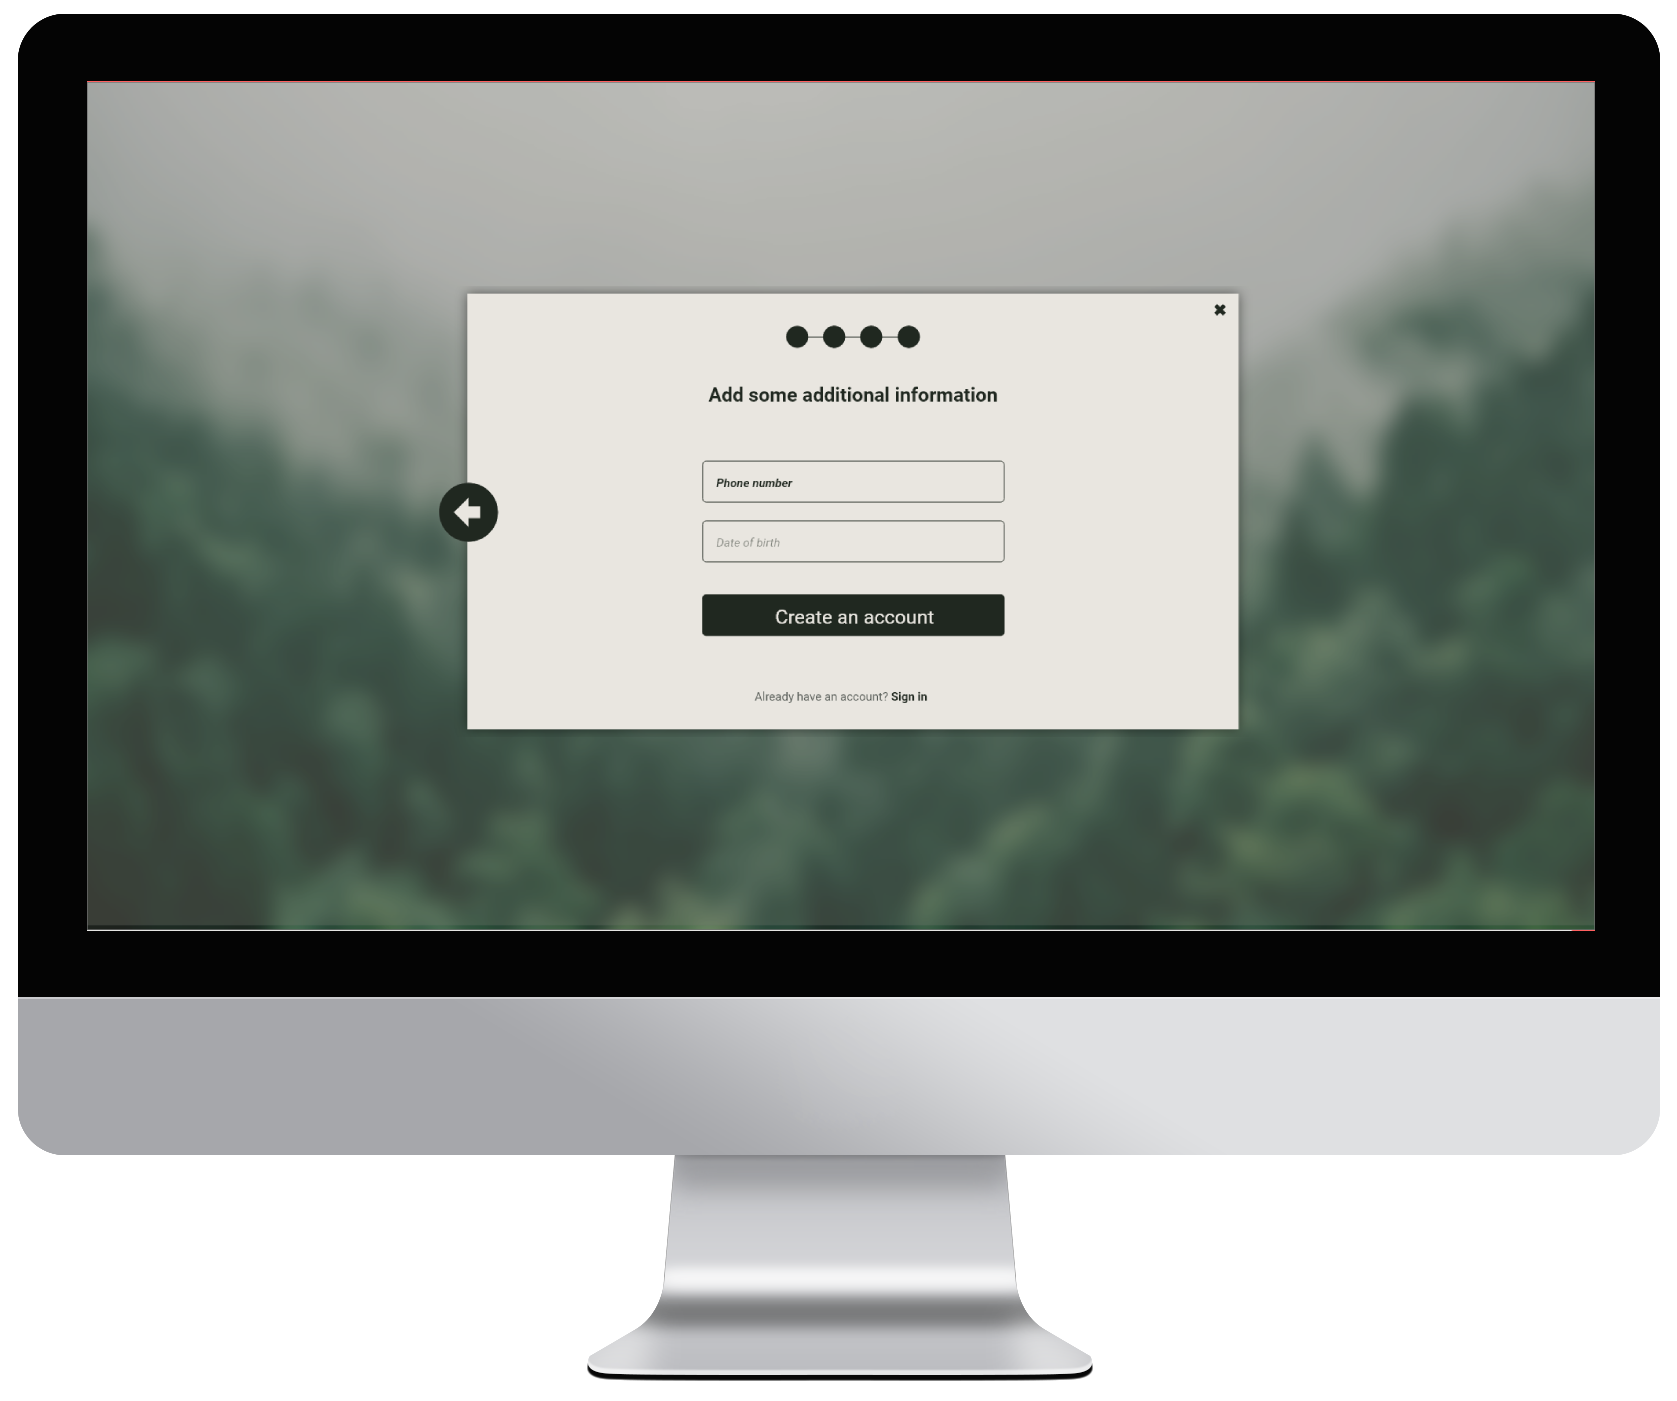 Add some additional information
Phone number
Date of birth
Create an account
Already have an account? Sign in